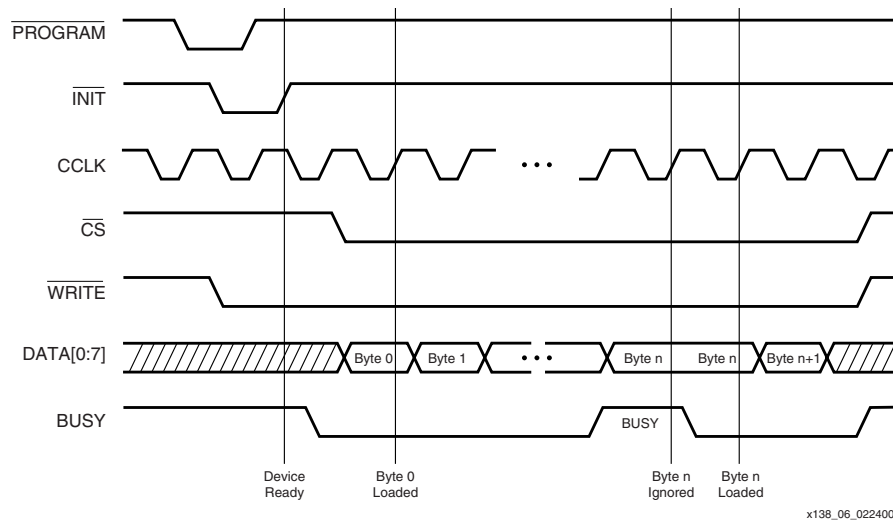 PROGRAM
INIT
CCLK
CS
WRITE
DATA[0:7] Byte 0 Byte 1 Byte n Byte n Byte n+1
BUSY BUSY
Device Byte 0 Byte n Byte n
Ready Loaded Ignored Loaded
x138_06_022400